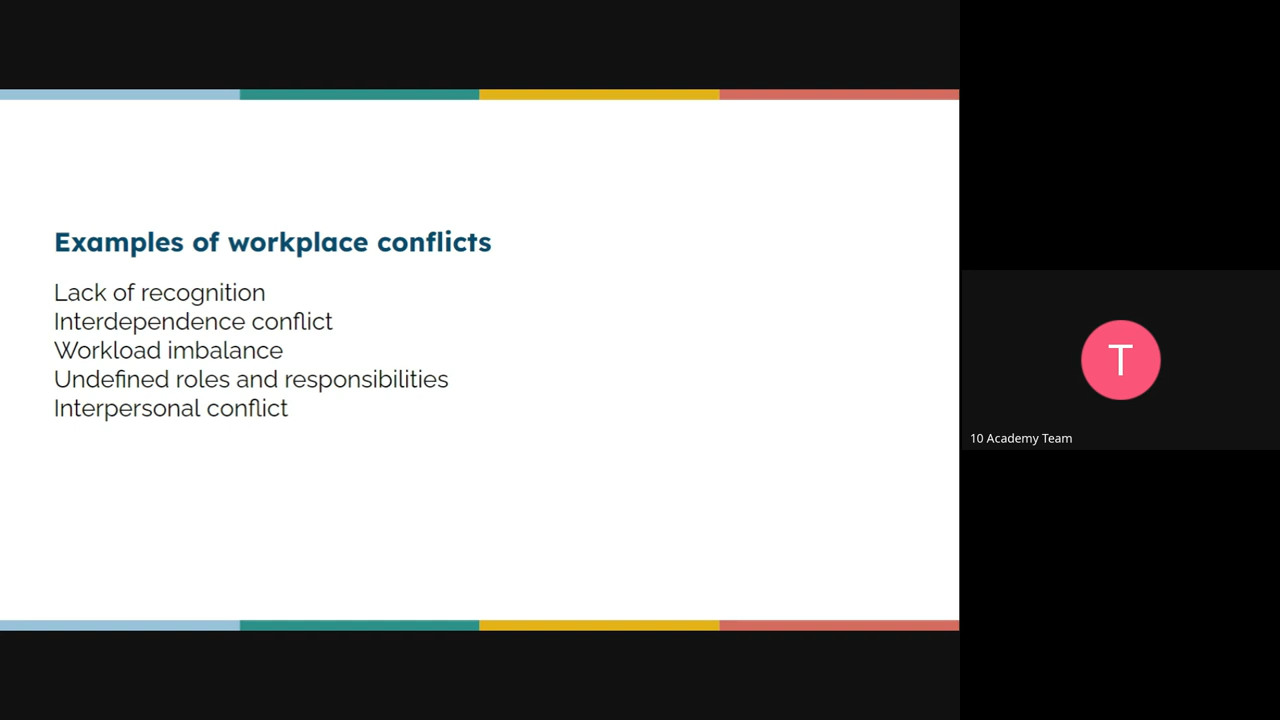 Examples of workplace conflicts
Lack of recognition
Interdependence conflict
Workload imbalance
Undefined roles and responsibilities
Interpersonal conflict
T
10 Academy Team